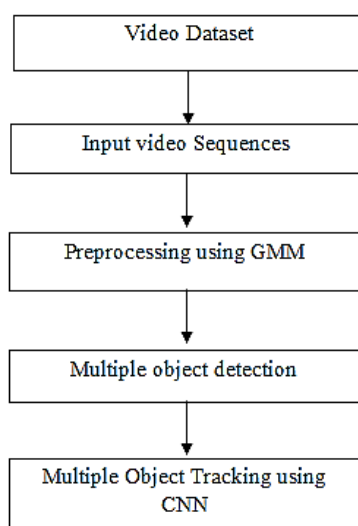 Video Dataset
Input video Sequences
Preprocessing using GMM
Multiple object detection
Multiple Object Tracking using
CNN